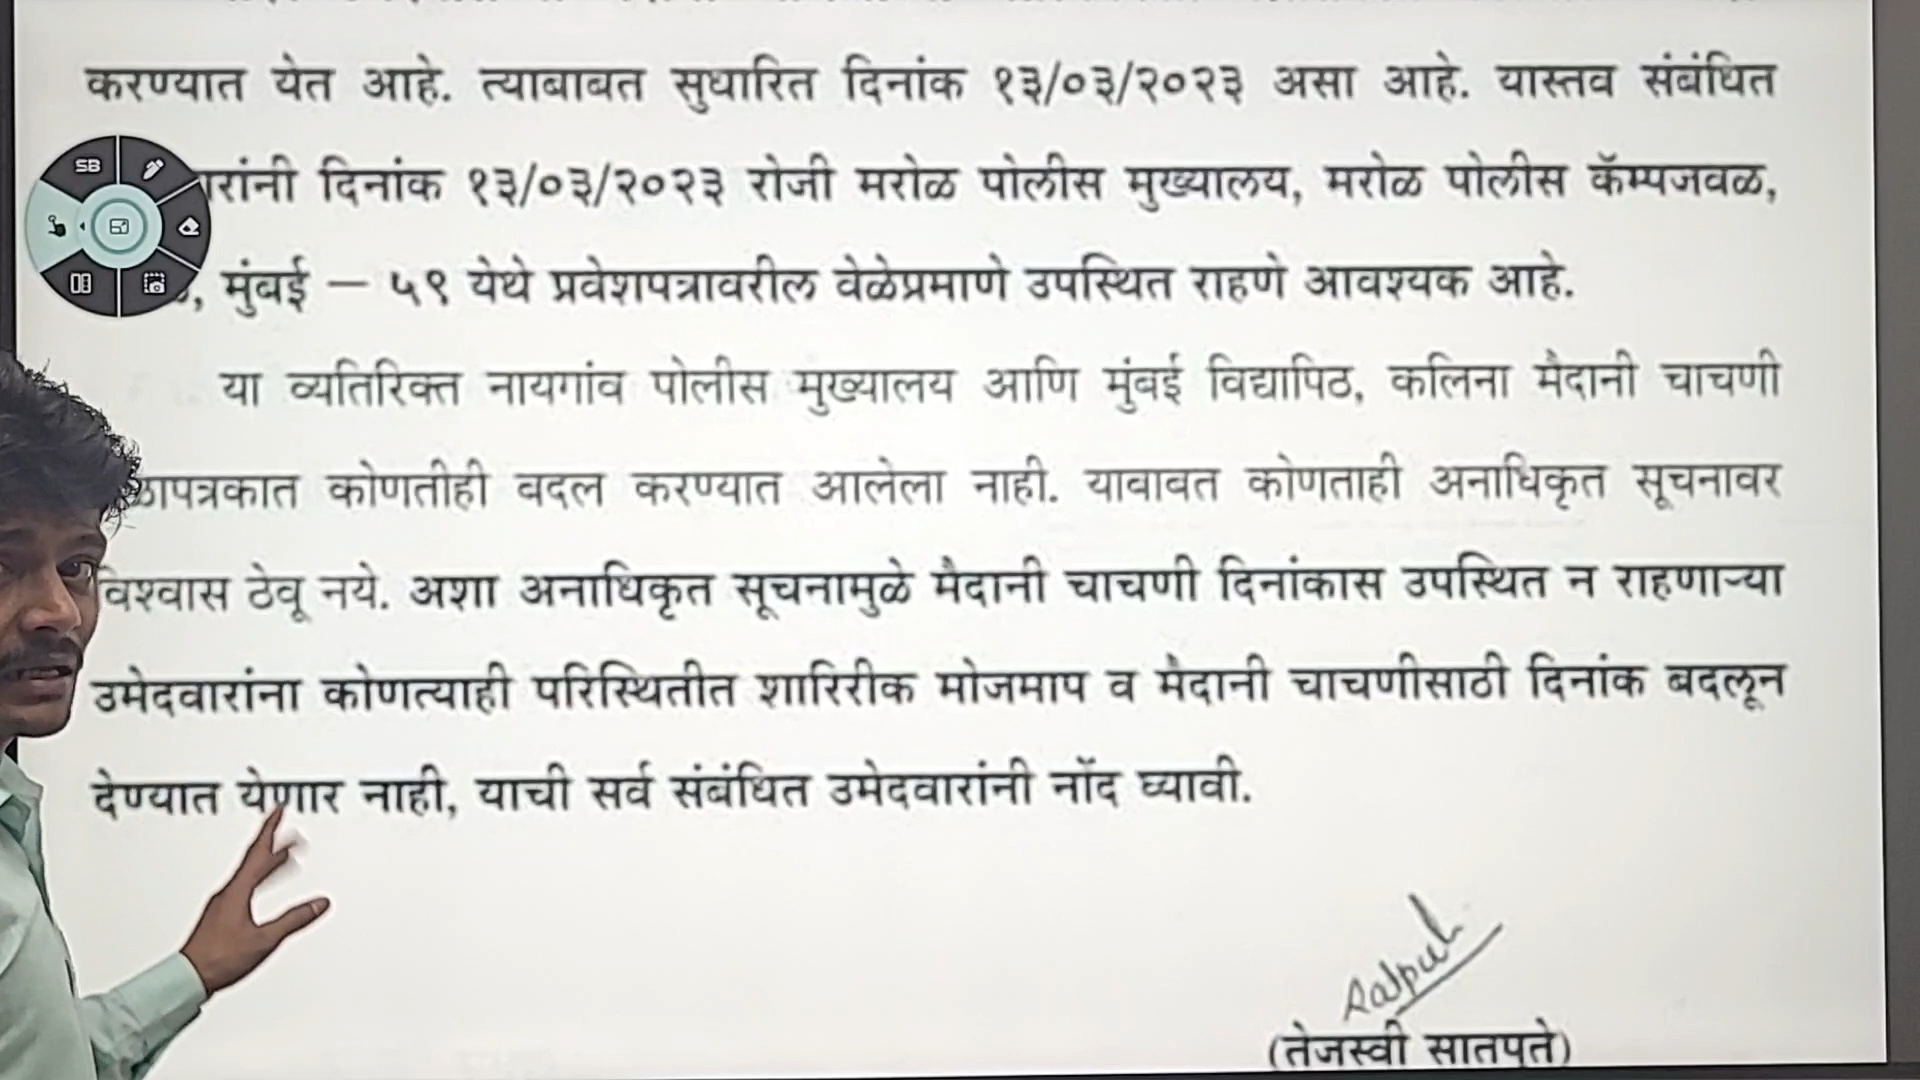 करण्यात येत आहे. त्याबाबत सुधारित दिनांक १३/०३/२०२३ असा आहे. यास्तव संबंधित
SB
दिनांक १३/०३/२०२३ रोजी मरोळ पोलीस मुख्यालय, मरोळ पोलीस कॅम्पजवळ,
मुंबई – ५९ येथे प्रवेशपत्रावरील वेळेप्रमाणे उपस्थित राहणे आवश्यक आहे.
या व्यतिरिक्त नायगांव पोलीस मुख्यालय आणि मुंबई विद्यापिठ, कलिना मैदानी चाचणी
कोणतीही बदल करण्यात आलेला नाही. याबाबत कोणताही अनाधिकृत सूचनावर
विश्वास ठेवू नये. अशा अनाधिकृत सूचनामुळे मैदानी चाचणी दिनांकास उपस्थित न राहणाऱ्या
उमेदवारांना कोणत्याही परिस्थितीत शारिरीक मोजमाप व मैदानी चाचणीसाठी दिनांक बदलून
देण्यात येणार नाही, याची सर्व संबंधित उमेदवारांनी नोंद घ्यावी.
(तेजस्वी सातपुते)